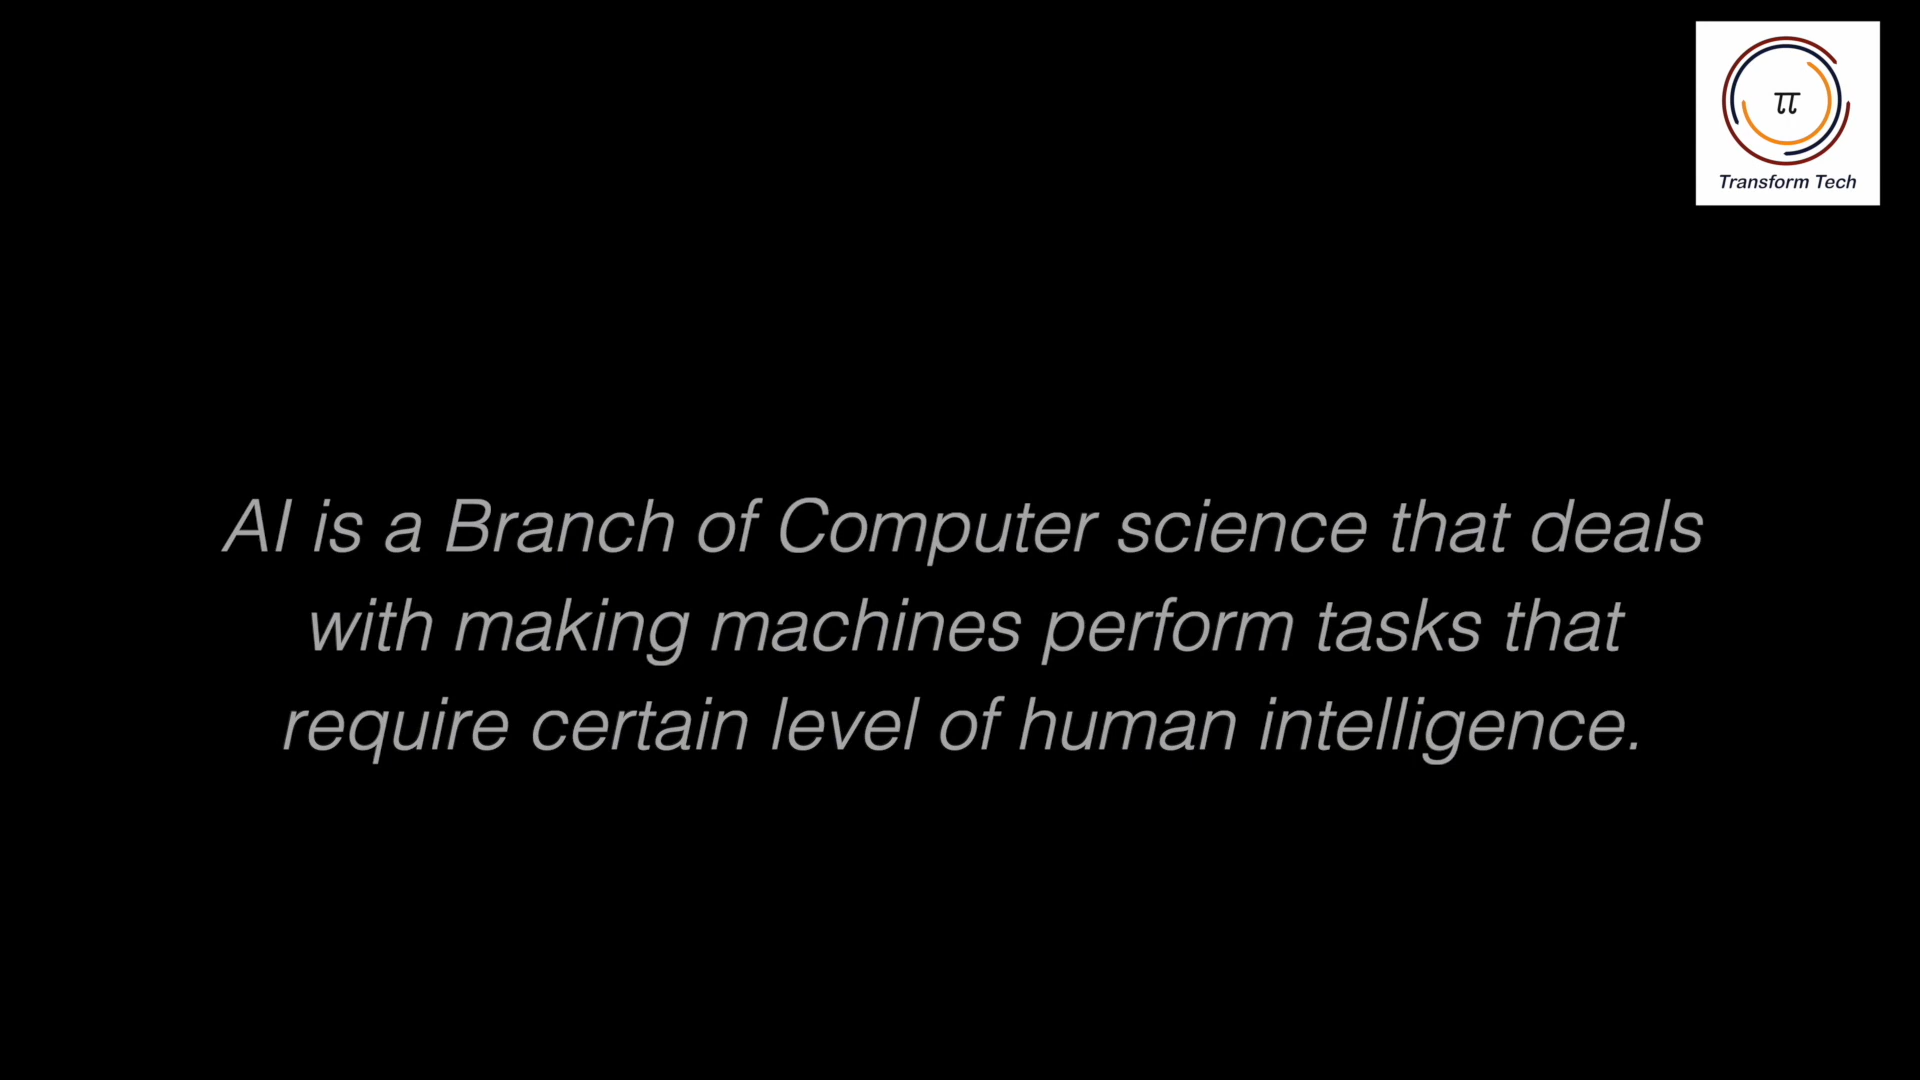 π
Transform Tech
AI is a Branch of Computer science that deals
with making machines perform tasks that
require certain level of human intelligence.